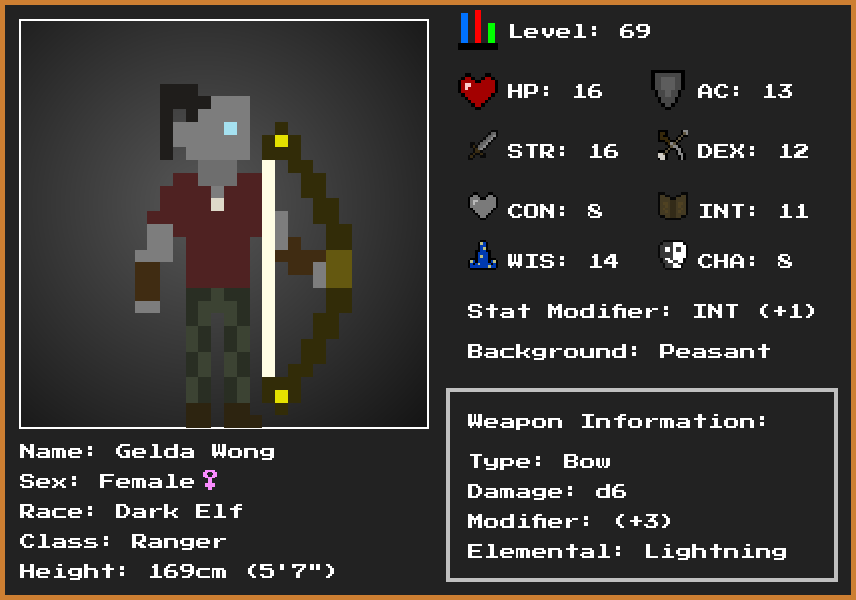 Level: 69
HP: 16 AC: 13
STR: 16 DEX: 12
CON: 8 INT: 11
WIS: 14 CHA: 8
Stat Modifier: INT (+1)
Background: Peasant
Weapon Information:
Type: Bow
Damage: d6
Modifier: (+3)
Elemental: Lightning
Name: Gelda Wong
Sex: Female♀
Race: Dark Elf
Class: Ranger
Height: 169cm (5'7")